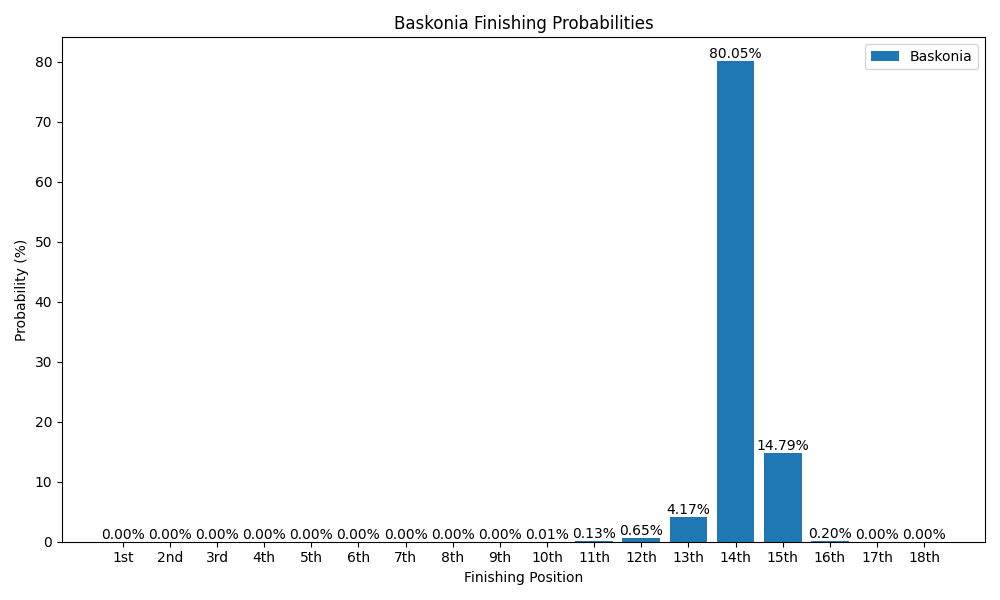 Baskonia Finishing Probabilities
Baskonia
Probability (%)
80
70
60
50
40
30
20
10
0
0.00% 0.00% 0.00% 0.00% 0.00% 0.00% 0.00% 0.00% 0.00% 0.01% 0.13% 0.65% 4.17% 80.05% 14.79% 0.20% 0.00% 0.00%
1st 2nd 3rd 4th 5th 6th 7th 8th 9th 10th 11th 12th 13th 14th 15th 16th 17th 18th
Finishing Position